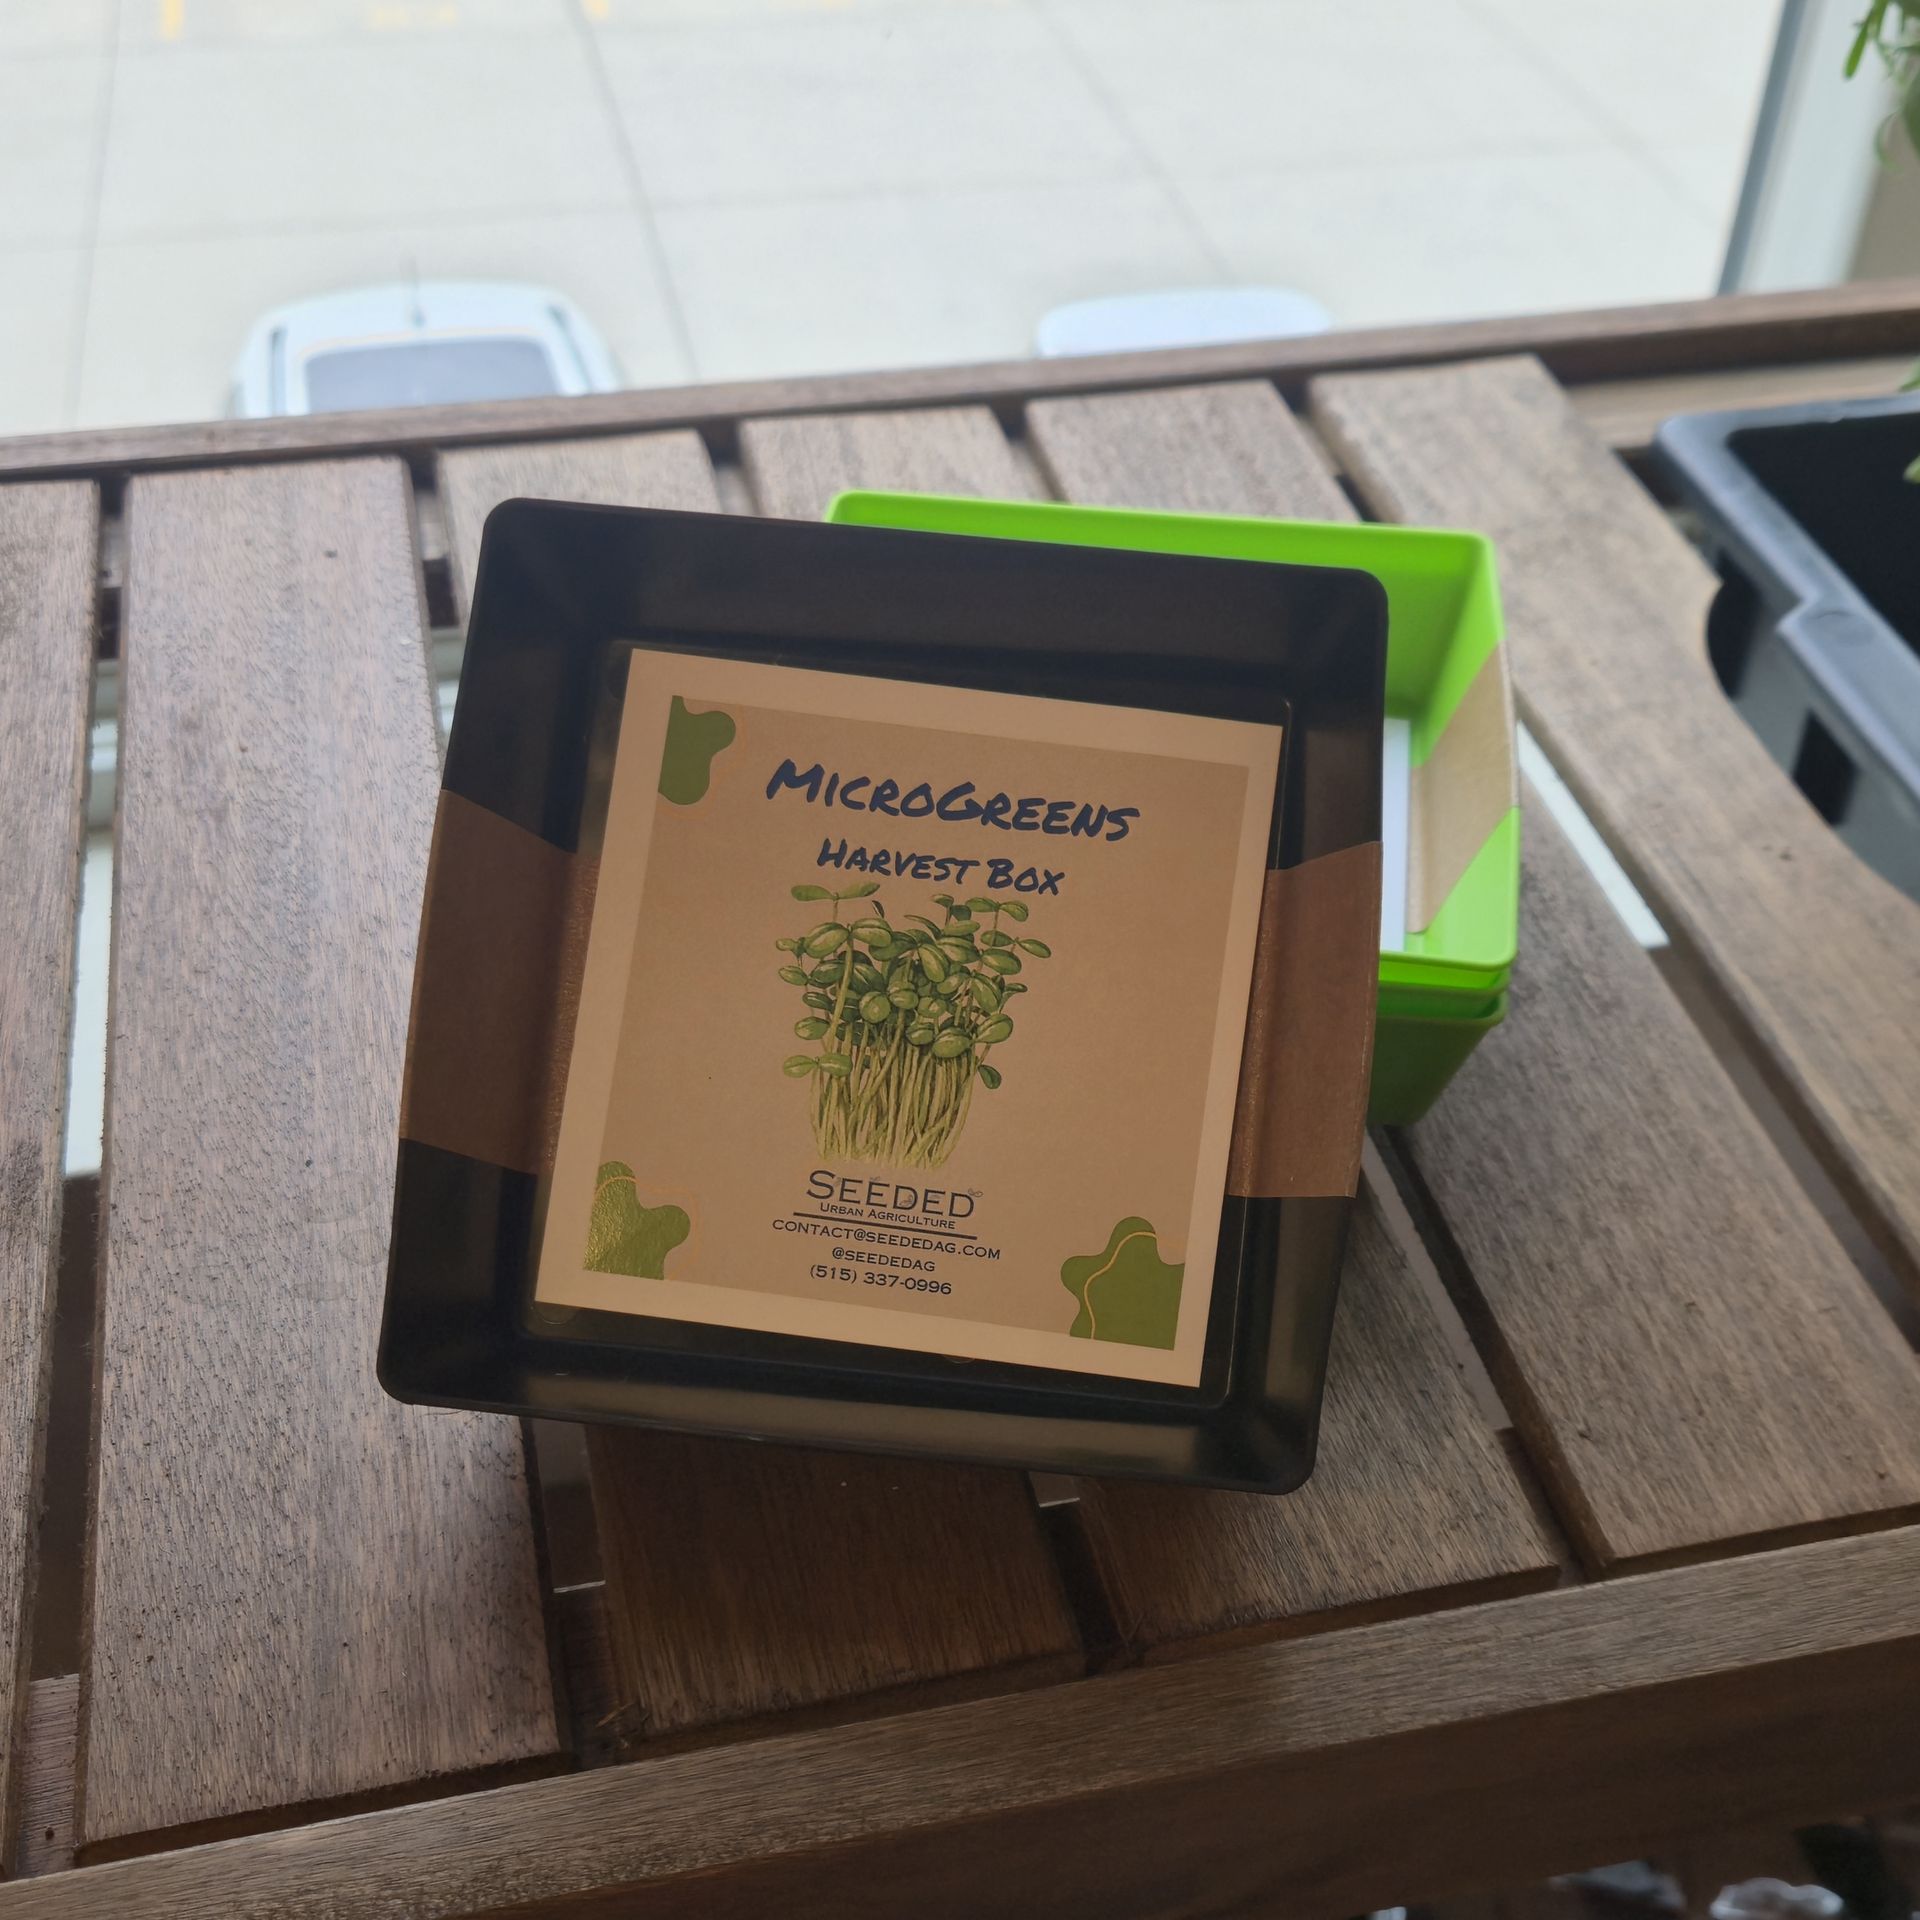 MicroGreens
Harvest Box
Seeded
Urban Agriculture
contact@seededag.com
@seededag
(515) 337-0996